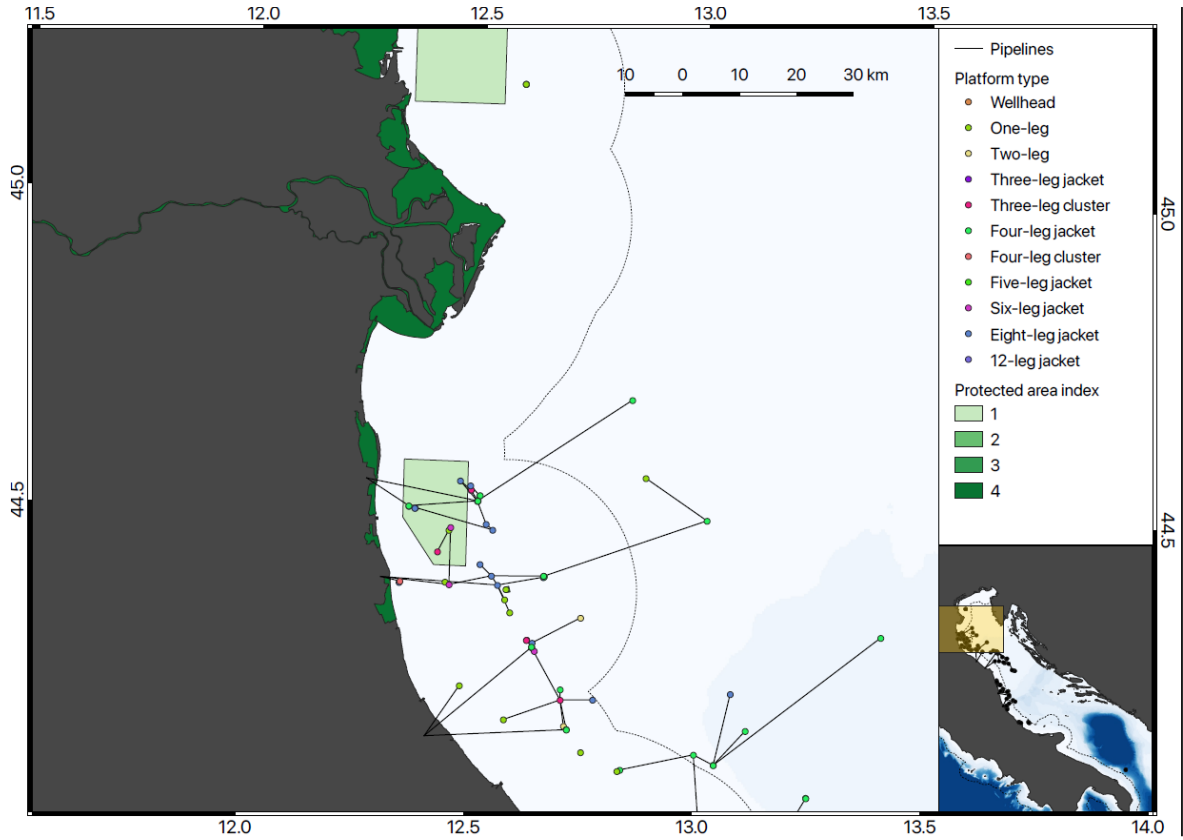 11.5 12.0 12.5 13.0 13.5
10 0 10 20 30 km
45.0
44.5
45.0
44.5
12.0 12.5 13.0 13.5 14.0
Pipelines
Platform type
Wellhead
One-leg
Two-leg
Three-leg jacket
Three-leg cluster
Four-leg jacket
Four-leg cluster
Five-leg jacket
Six-leg jacket
Eight-leg jacket
12-leg jacket
Protected area index
1
2
3
4